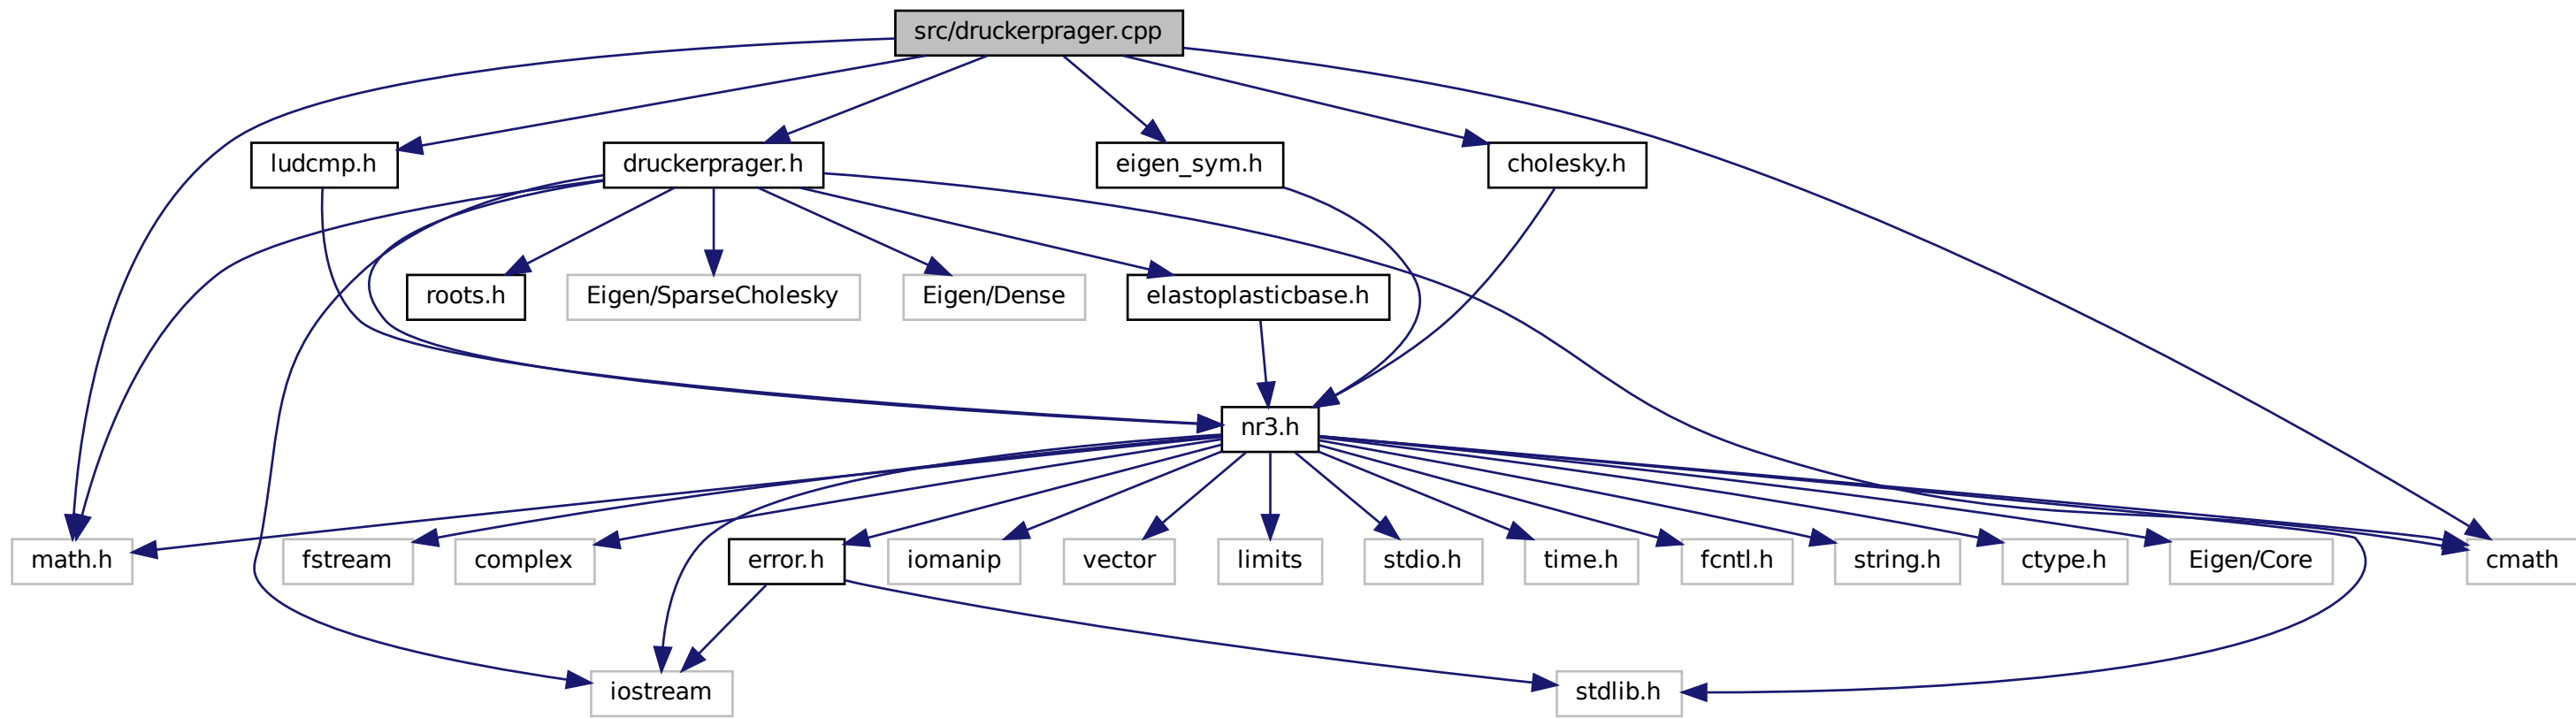 src/druckerprager.cpp
ludcmp.h
druckerprager.h
eigen_sym.h
cholesky.h
roots.h
Eigen/SparseCholesky
Eigen/Dense
elastoplasticbase.h
nr3.h
math.h
fstream
complex
error.h
iomanip
vector
limits
stdio.h
time.h
fcntl.h
string.h
ctype.h
Eigen/Core
cmath
iostream
stdlib.h